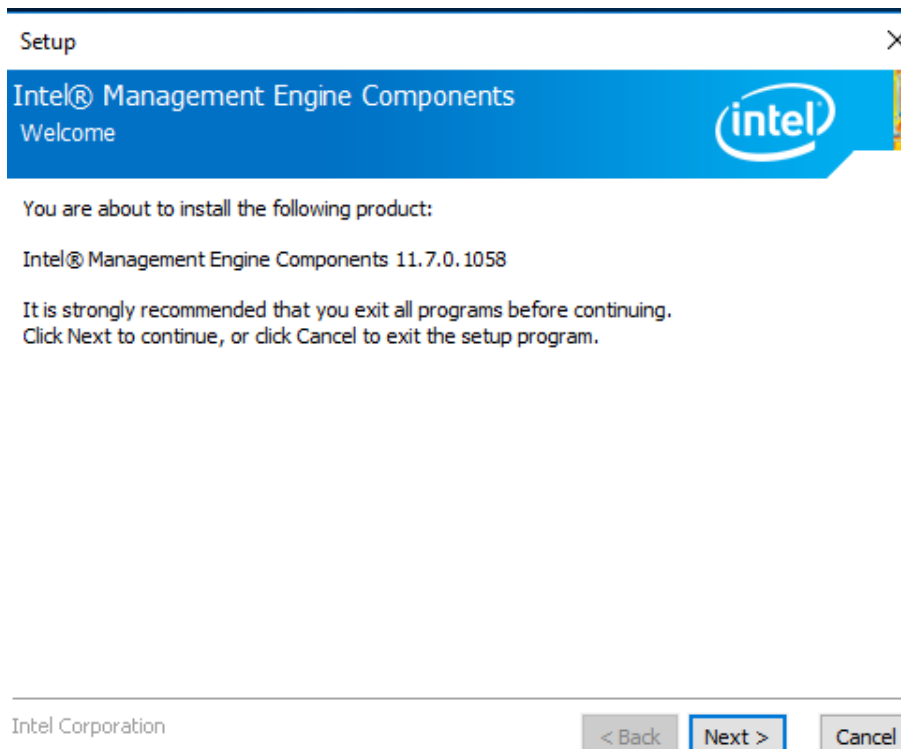 Setup
Intel® Management Engine Components
Welcome
intel
You are about to install the following product:
Intel® Management Engine Components 11.7.0.1058
It is strongly recommended that you exit all programs before continuing.
Click Next to continue, or click Cancel to exit the setup program.
Intel Corporation
< Back Next > Cancel